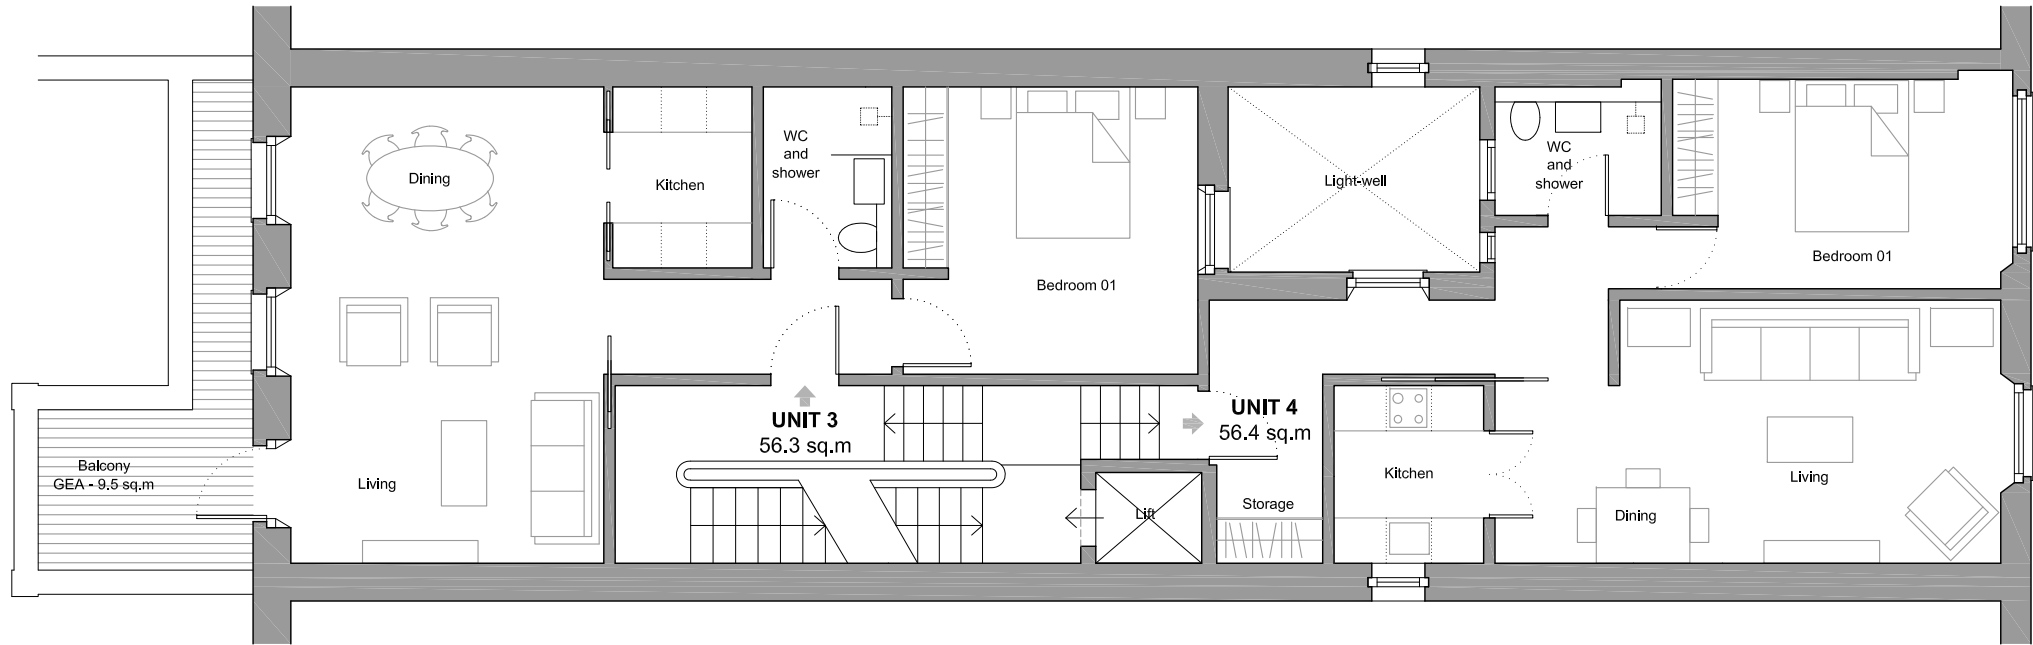 Dining
Kitchen
WC
and
shower
Bedroom 01
Light-well
WC
and
shower
Bedroom 01
UNIT 3
56.3 sq.m
UNIT 4
56.4 sq.m
Balcony
GEA - 9.5 sq.m
Living
Lift
Storage
Kitchen
Dining
Living